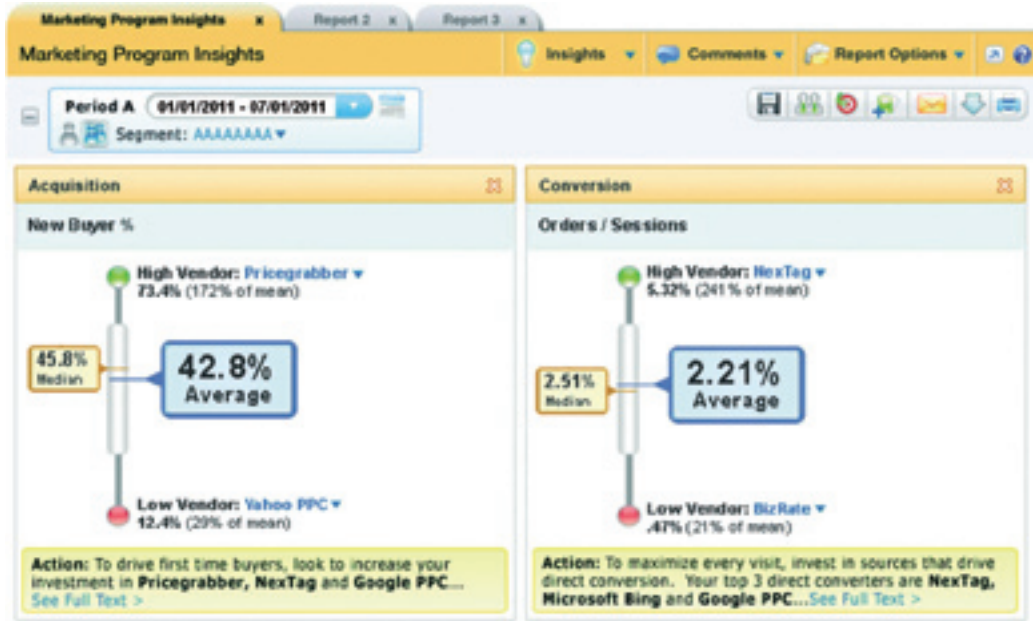 Marketing Program Insights x Report 2 x Report 3 x
Marketing Program Insights Insights Comments Report Options
Period A 01/01/2011 - 07/01/2011
Segment: AAAAAAAA
Acquisition
New Buyer %
High Vendor: Pricegrabber
73.4% (172% of mean)
45.8%
Median
42.8%
Average
Low Vendor: Yahoo PPC
12.4% (29% of mean)
Action: To drive first time buyers, look to increase your
investment in Pricegrabber, NexTag and Google PPC...
See Full Text >
Conversion
Orders / Sessions
High Vendor: NexTag
5.32% (241% of mean)
2.51%
Median
2.21%
Average
Low Vendor: BizRate
.47% (21% of mean)
Action: To maximize every visit, invest in sources that drive
direct conversion. Your top 3 direct converters are NexTag,
Microsoft Bing and Google PPC...See Full Text >